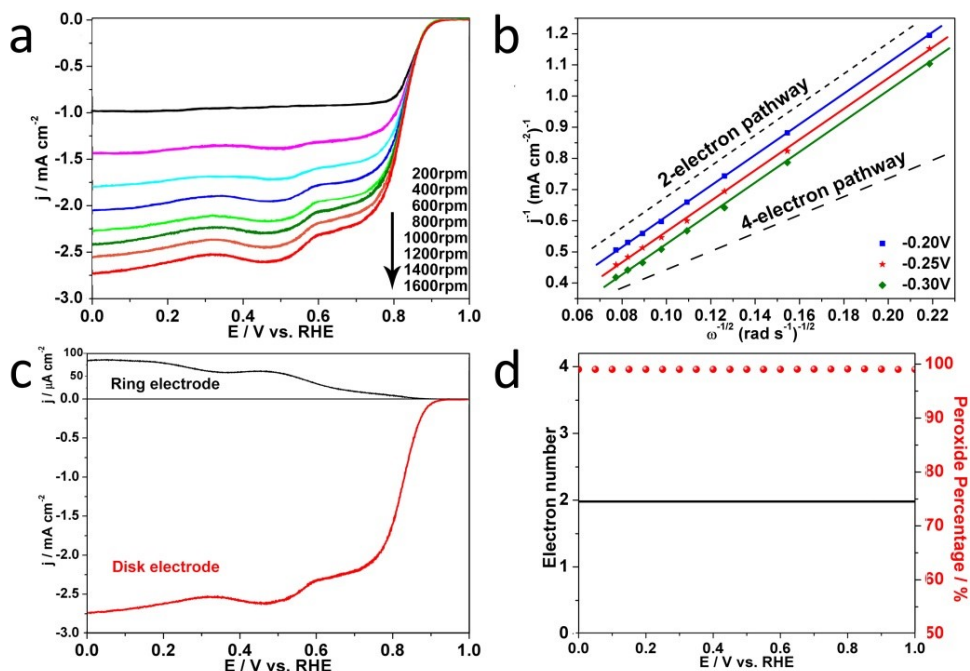 a
0.0
-0.5
-1.0
-1.5
-2.0
-2.5
-3.0
j / mA cm-2
200rpm
400rpm
600rpm
800rpm
1000rpm
1200rpm
1400rpm
1600rpm
0.0 0.2 0.4 0.6 0.8 1.0
E / V vs. RHE
b
1.2
1.1
1.0
0.9
0.8
0.7
0.6
0.5
0.4
j-1 (mA cm-2)-1
2-electron pathway
4-electron pathway
-0.20V
-0.25V
-0.30V
0.06 0.08 0.10 0.12 0.14 0.16 0.18 0.20 0.22
ω-1/2 (rad s-1)-1/2
c
100
50
0.0
j / μA cm-2
Ring electrode
-0.5
-1.0
-1.5
-2.0
-2.5
-3.0
j / mA cm-2
Disk electrode
0.0 0.2 0.4 0.6 0.8 1.0
E / V vs. RHE
d
4
3
2
1
0
Electron number
100
90
80
70
60
50
Peroxide Percentage / %
0.0 0.2 0.4 0.6 0.8 1.0
E / V vs. RHE